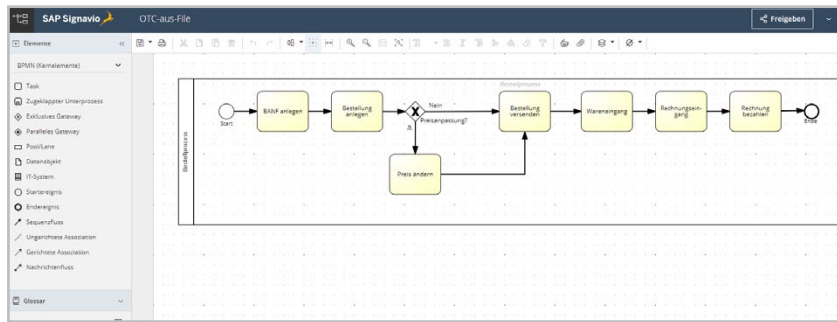 SAP Signavio
OTC-aus-File
Freigeben
Elemente
BPMN (Kernelemente)
Task
Zugeklappter Unterprozess
Exklusives Gateway
Paralleles Gateway
Pool/Lane
Datenobjekt
IT-System
Startereignis
Endereignis
Sequenzfluss
Ungerichtete Assoziation
Gerichtete Assoziation
Nachrichtenfluss
Glossar
Bestellprozess
Bestellprozess
Start
BANF anlegen
Bestellung
anlegen
Nein
Preisanpassung?
Ja
Preis ändern
Bestellung
versenden
Wareneingang
Rechnungsein-
gang
Rechnung
bezahlen
Ende